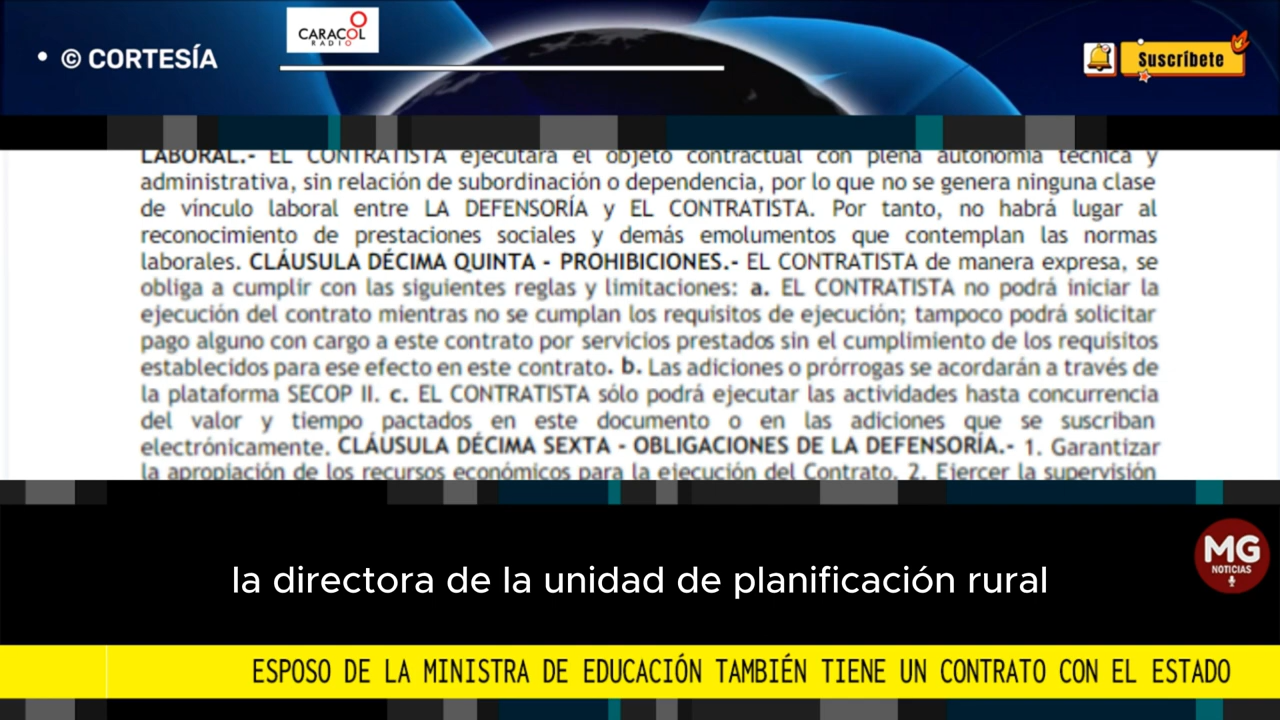 • © CORTESÍA
CARACOL
RADIO
Suscríbete
LABORAL.- EL CONTRATISTA ejecutará el objeto contractual con plena autonomía técnica y
administrativa, sin relación de subordinación o dependencia, por lo que no se genera ninguna clase
de vínculo laboral entre LA DEFENSORÍA y EL CONTRATISTA. Por tanto, no habrá lugar al
reconocimiento de prestaciones sociales y demás emolumentos que contemplan las normas
laborales. CLÁUSULA DÉCIMA QUINTA - PROHIBICIONES.- EL CONTRATISTA de manera expresa, se
obliga a cumplir con las siguientes reglas y limitaciones: a. EL CONTRATISTA no podrá iniciar la
ejecución del contrato mientras no se cumplan los requisitos de ejecución; tampoco podrá solicitar
pago alguno con cargo a este contrato por servicios prestados sin el cumplimiento de los requisitos
establecidos para ese efecto en este contrato. b. Las adiciones o prórrogas se acordarán a través de
la plataforma SECOP II. c. EL CONTRATISTA sólo podrá ejecutar las actividades hasta concurrencia
del valor y tiempo pactados en este documento o en las adiciones que se suscriban
electrónicamente. CLÁUSULA DÉCIMA SEXTA - OBLIGACIONES DE LA DEFENSORÍA.- 1. Garantizar
la apropiación de los recursos económicos para la ejecución del Contrato. 2. Ejercer la supervisión
MG
NOTICIAS
la directora de la unidad de planificación rural
ESPOSO DE LA MINISTRA DE EDUCACIÓN TAMBIÉN TIENE UN CONTRATO CON EL ESTADO